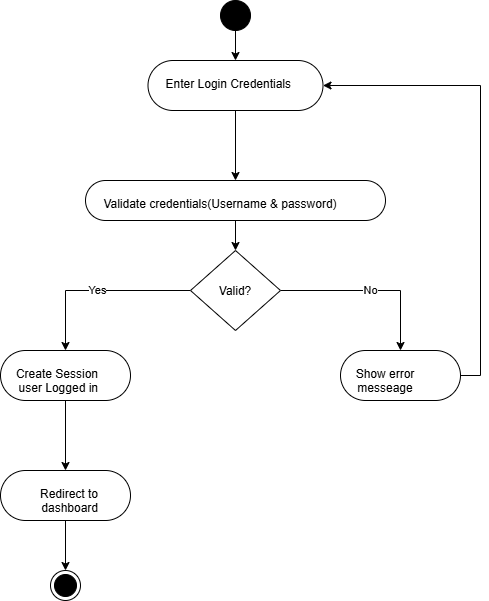 Enter Login Credentials
Validate credentials(Username & password)
Valid?
Yes
No
Create Session
user Logged in
Show error
messeage
Redirect to
dashboard